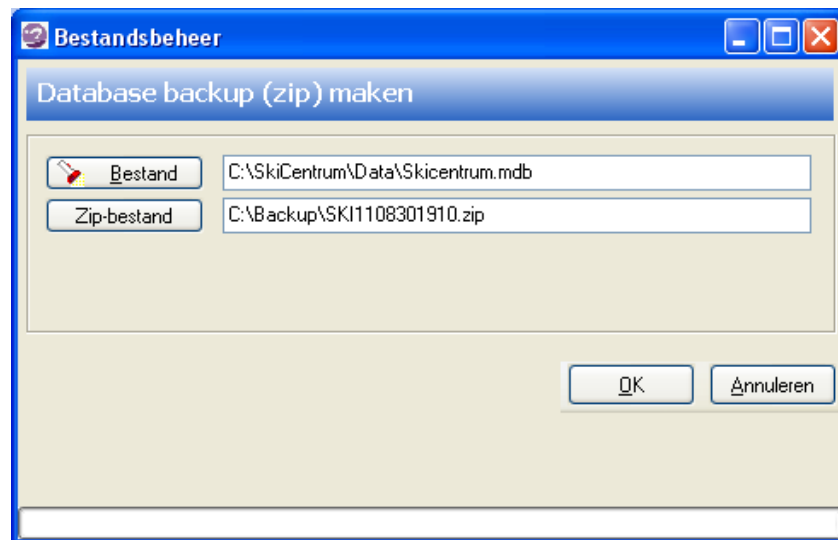 Bestandsbeheer
Database backup (zip) maken
Bestand C:\SkiCentrum\Data\Skicentrum.mdb
Zip-bestand C:\Backup\SKI1108301910.zip
OK Annuleren